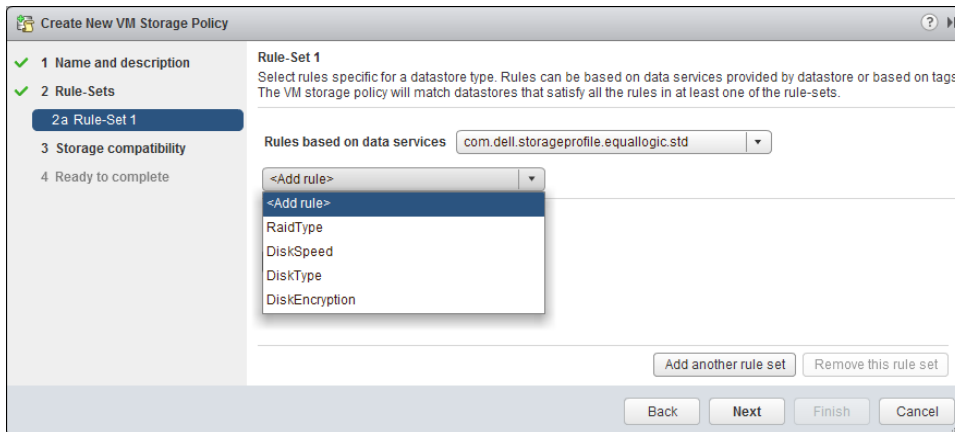 Create New VM Storage Policy
?
1 Name and description
2 Rule-Sets
2a Rule-Set 1
3 Storage compatibility
4 Ready to complete
Rule-Set 1
Select rules specific for a datastore type. Rules can be based on data services provided by datastore or based on tags
The VM storage policy will match datastores that satisfy all the rules in at least one of the rule-sets.
Rules based on data services com.dell.storageprofile.equallogic.std
<Add rule>
<Add rule>
RaidType
DiskSpeed
DiskType
DiskEncryption
Add another rule set Remove this rule set
Back Next Finish Cancel